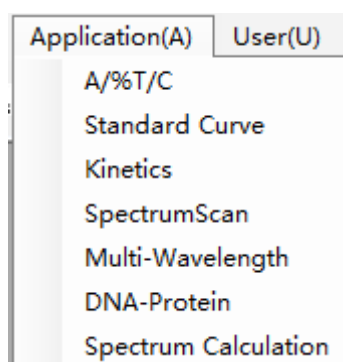 Application(A) User(U)
A/%T/C
Standard Curve
Kinetics
SpectrumScan
Multi-Wavelength
DNA-Protein
Spectrum Calculation